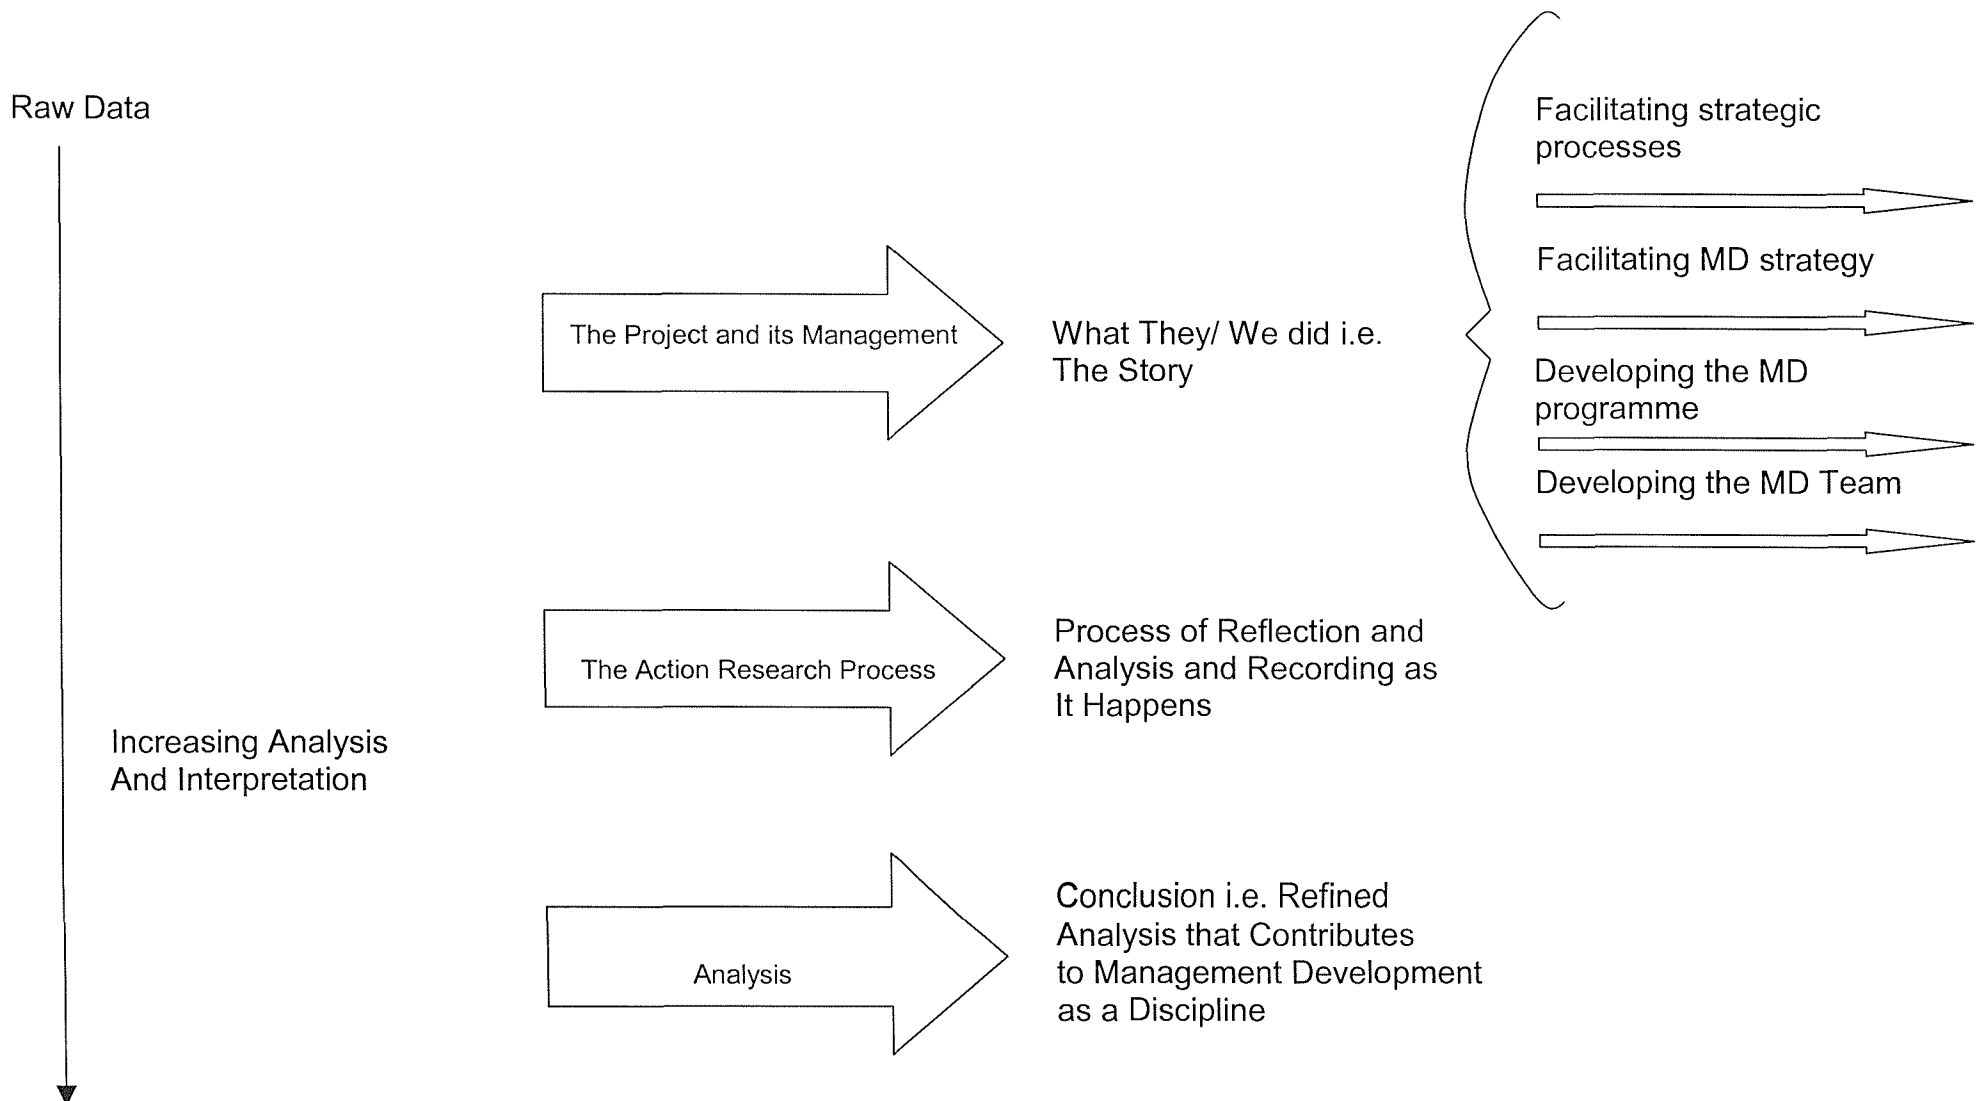 Raw Data
Increasing Analysis
And Interpretation
The Project and its Management
What They/ We did i.e.
The Story
Facilitating strategic
processes
Facilitating MD strategy
Developing the MD
programme
Developing the MD Team
The Action Research Process
Process of Reflection and
Analysis and Recording as
It Happens
Analysis
Conclusion i.e. Refined
Analysis that Contributes
to Management Development
as a Discipline